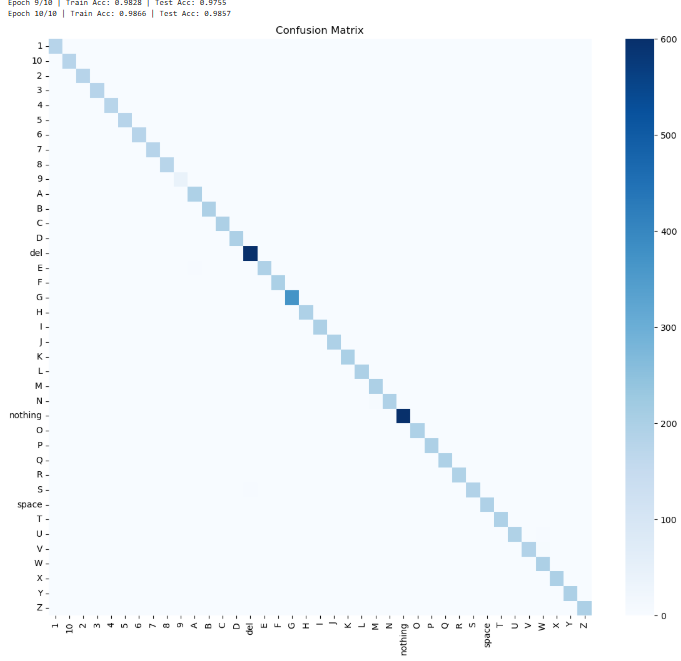 Epoch 9/10 | Train Acc: 0.9828 | Test Acc: 0.9755
Epoch 10/10 | Train Acc: 0.9866 | Test Acc: 0.9857
Confusion Matrix
1
10
2
3
4
5
6
7
8
9
A
B
C
D
del
E
F
G
H
I
J
K
L
M
N
nothing
O
P
Q
R
S
space
T
U
V
W
X
Y
Z
1 10 2 3 4 5 6 7 8 9 A B C D del E F G H I J K L M N nothing O P Q R S space T U V W X Y Z
600
500
400
300
200
100
0